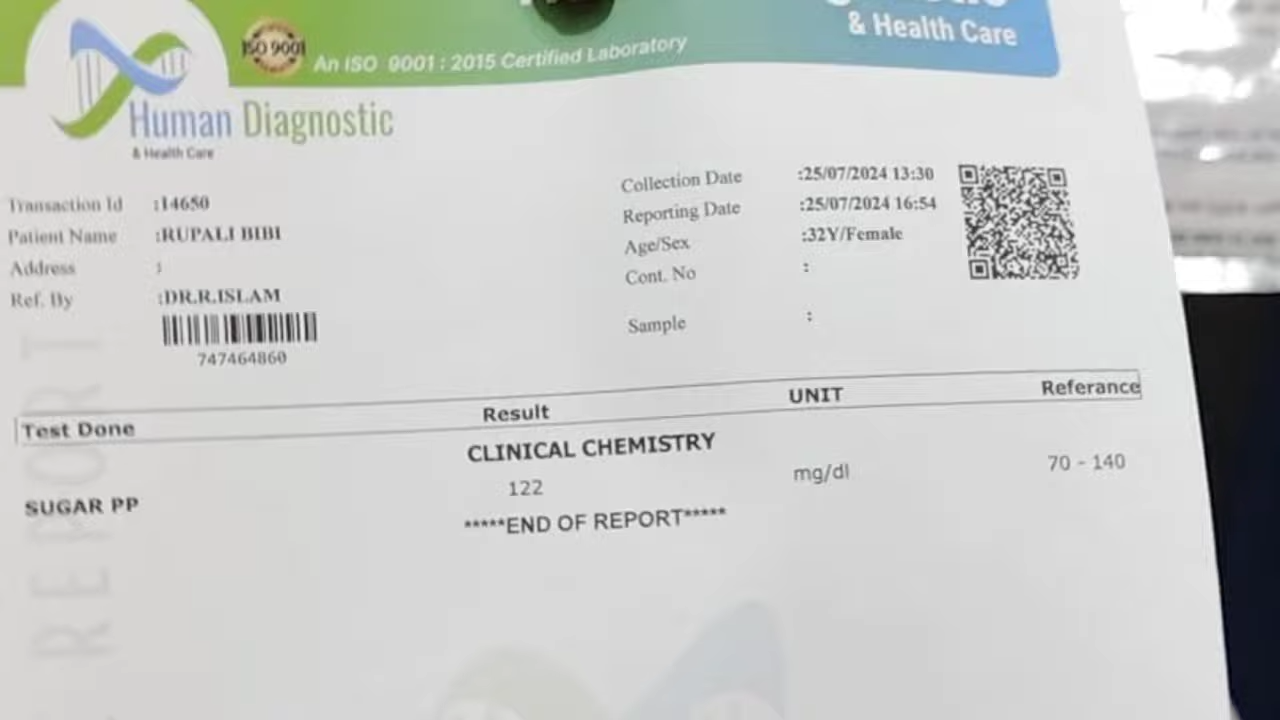 & Health Care
ISO 9001
An ISO 9001 : 2015 Certified Laboratory
Human Diagnostic
& Health Care
Transaction Id :14650
Patient Name :RUPALI BIBI
Address :
Ref. By :DR.R.ISLAM
747464860
Collection Date :25/07/2024 13:30
Reporting Date :25/07/2024 16:54
Age/Sex :32Y/Female
Cont. No :
Sample :
Test Done Result UNIT Referance
CLINICAL CHEMISTRY
SUGAR PP 122 mg/dl 70 - 140
*****END OF REPORT*****
REPORT